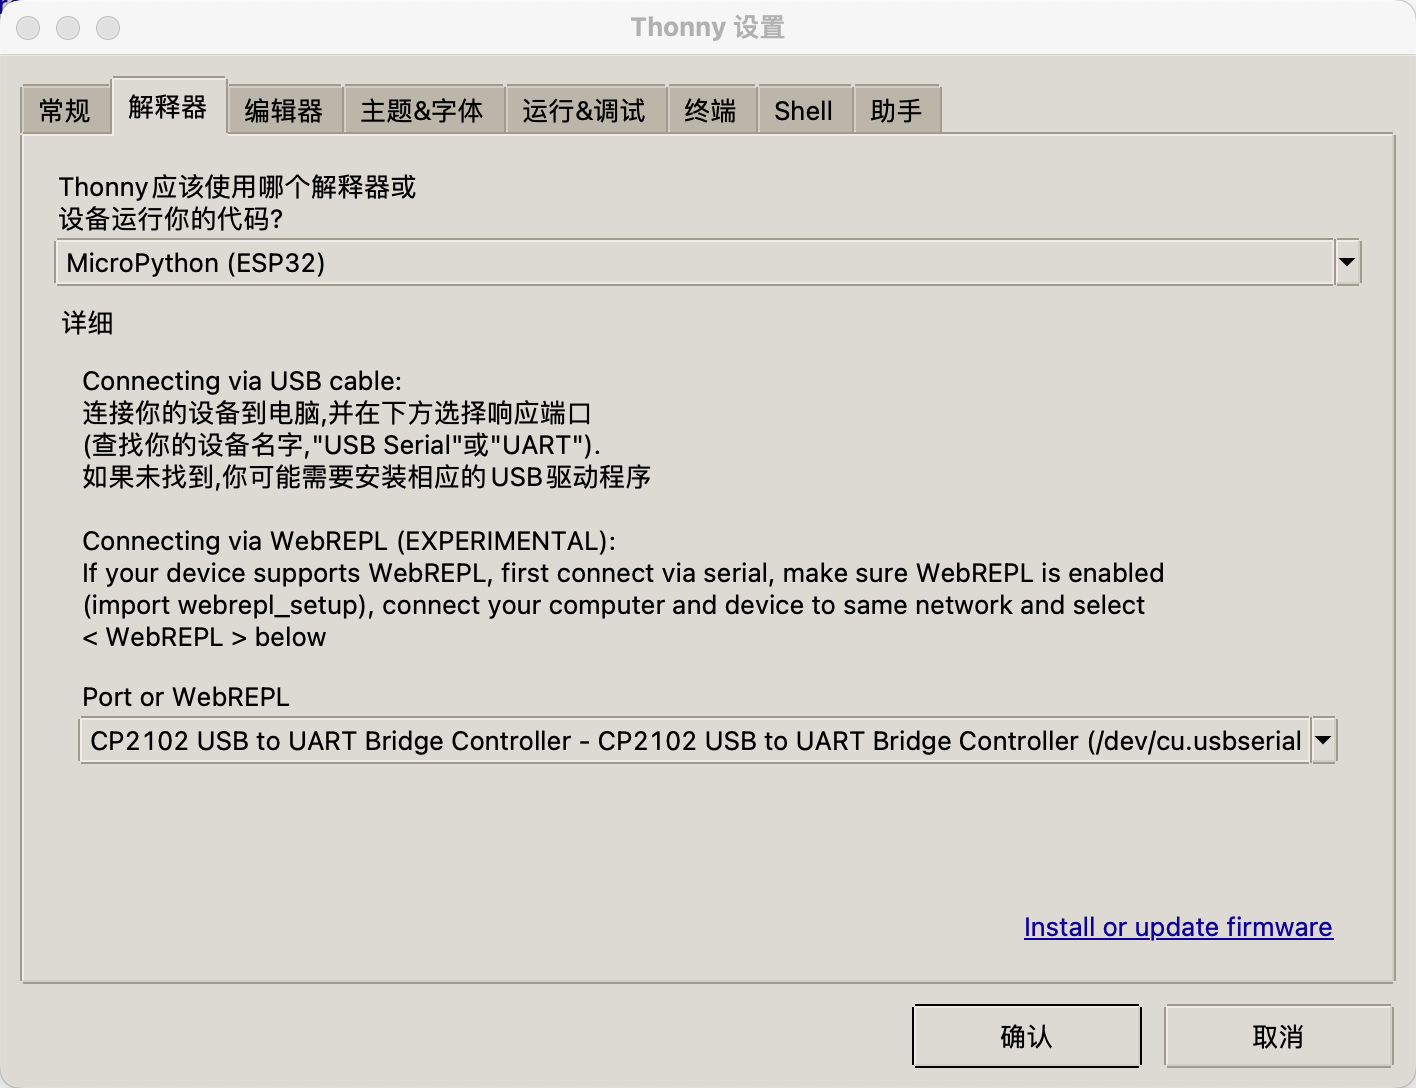 Thonny 设置
常规 解释器 编辑器 主题&字体 运行&调试 终端 Shell 助手
Thonny应该使用哪个解释器或
设备运行你的代码?
MicroPython (ESP32)
详细
Connecting via USB cable:
连接你的设备到电脑,并在下方选择响应端口
(查找你的设备名字,"USB Serial"或"UART").
如果未找到,你可能需要安装相应的USB驱动程序
Connecting via WebREPL (EXPERIMENTAL):
If your device supports WebREPL, first connect via serial, make sure WebREPL is enabled
(import webrepl_setup), connect your computer and device to same network and select
< WebREPL > below
Port or WebREPL
CP2102 USB to UART Bridge Controller - CP2102 USB to UART Bridge Controller (/dev/cu.usbserial
Install or update firmware
确认 取消